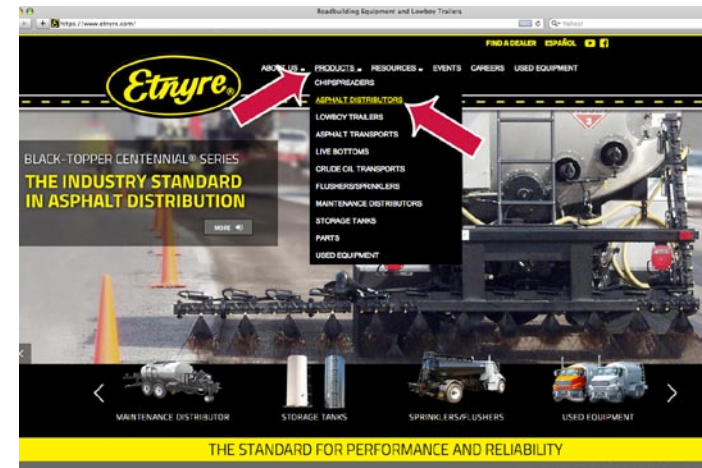 Roadbuilding Equipment and Lowboy Trailers
https://www.etnyre.com/
Q- Yahoo!
FIND A DEALER ESPAÑOL
Etnyre®
ABOUT US PRODUCTS RESOURCES EVENTS CAREERS USED EQUIPMENT
CHIPSPREADERS
ASPHALT DISTRIBUTORS
LOWBOY TRAILERS
ASPHALT TRANSPORTS
LIVE BOTTOMS
CRUDE OIL TRANSPORTS
FLUSHERS/SPRINKLERS
MAINTENANCE DISTRIBUTORS
STORAGE TANKS
PARTS
USED EQUIPMENT
BLACK-TOPPER CENTENNIAL® SERIES
THE INDUSTRY STANDARD
IN ASPHALT DISTRIBUTION
MORE
3
MAINTENANCE DISTRIBUTOR STORAGE TANKS SPRINKLERS/FLUSHERS USED EQUIPMENT
THE STANDARD FOR PERFORMANCE AND RELIABILITY